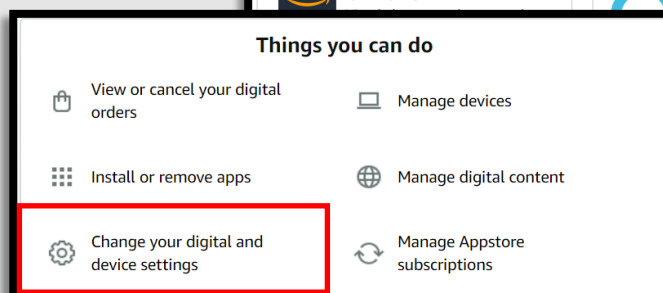 Things you can do
View or cancel your digital
orders
Manage devices
Install or remove apps
Manage digital content
Change your digital and
device settings
Manage Appstore
subscriptions